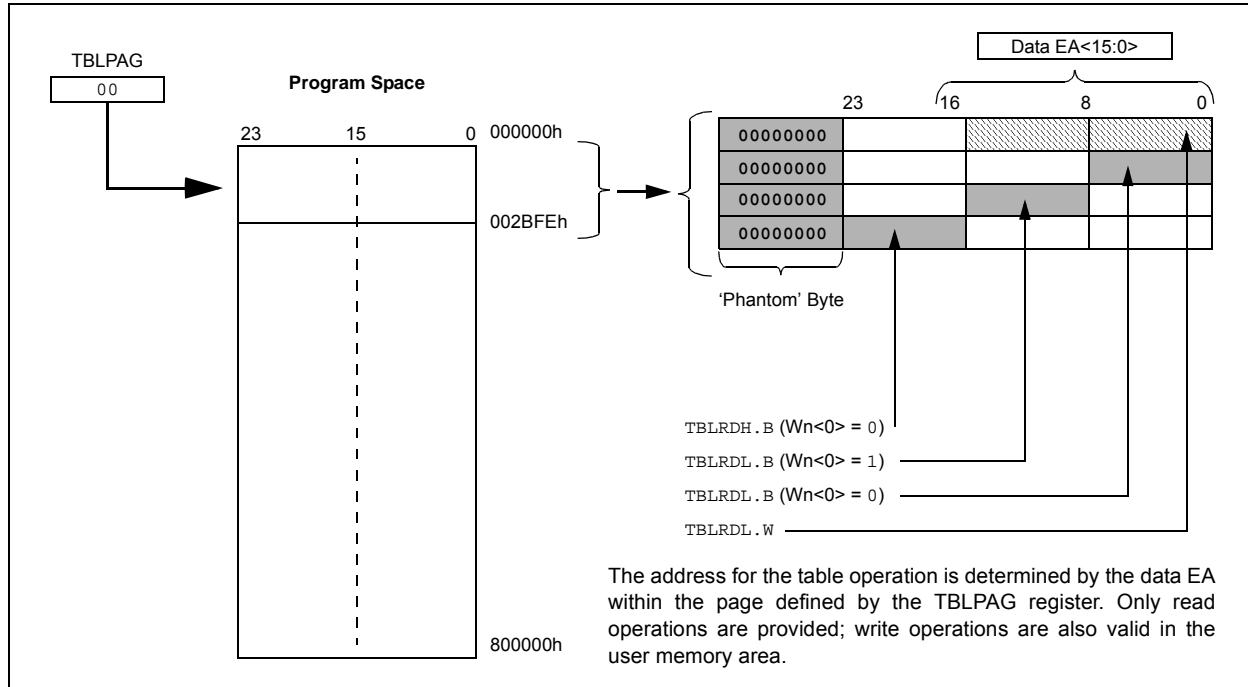 TBLPAG
00
Program Space
23 15 0
000000h
002BFEh
800000h
Data EA<15:0>
23 16 8 0
00000000
00000000
00000000
00000000
‘Phantom’ Byte
TBLRDH.B (Wn<0> = 0)
TBLRDL.B (Wn<0> = 1)
TBLRDL.B (Wn<0> = 0)
TBLRDL.W
The address for the table operation is determined by the data EA
within the page defined by the TBLPAG register. Only read
operations are provided; write operations are also valid in the
user memory area.